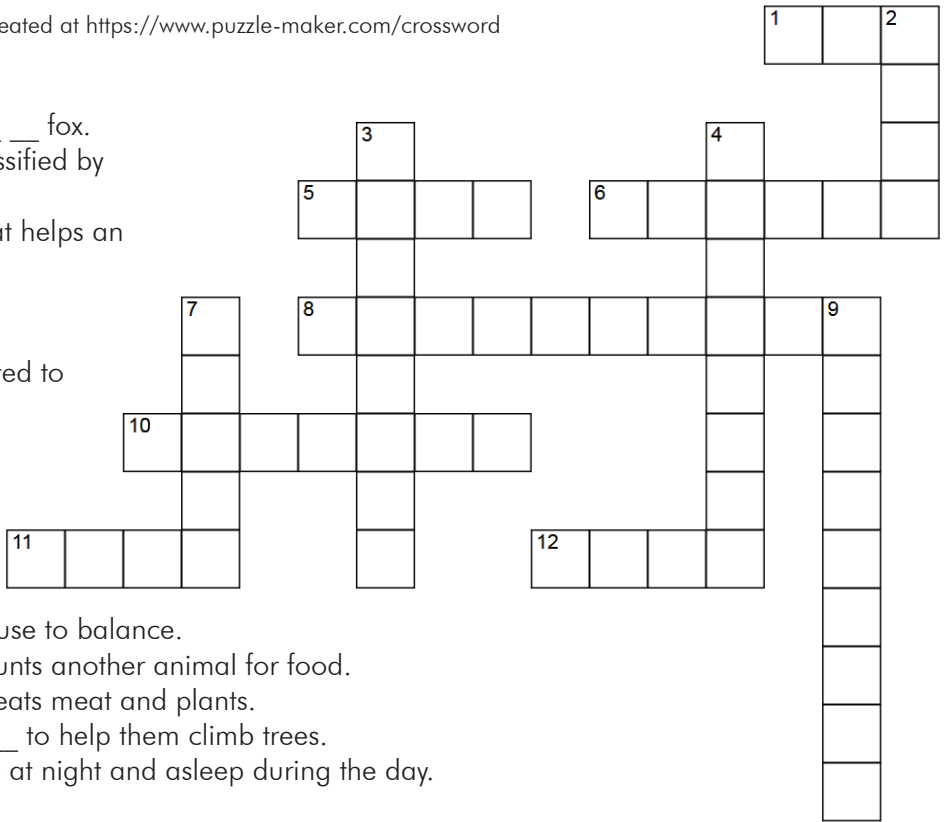 eated at https://www.puzzle-maker.com/crossword
1 2
__ fox.
3 4
ssified by
5 6
at helps an
7 8 9
red to
10
11 12
use to balance.
unts another animal for food.
eats meat and plants.
__ to help them climb trees.
at night and asleep during the day.